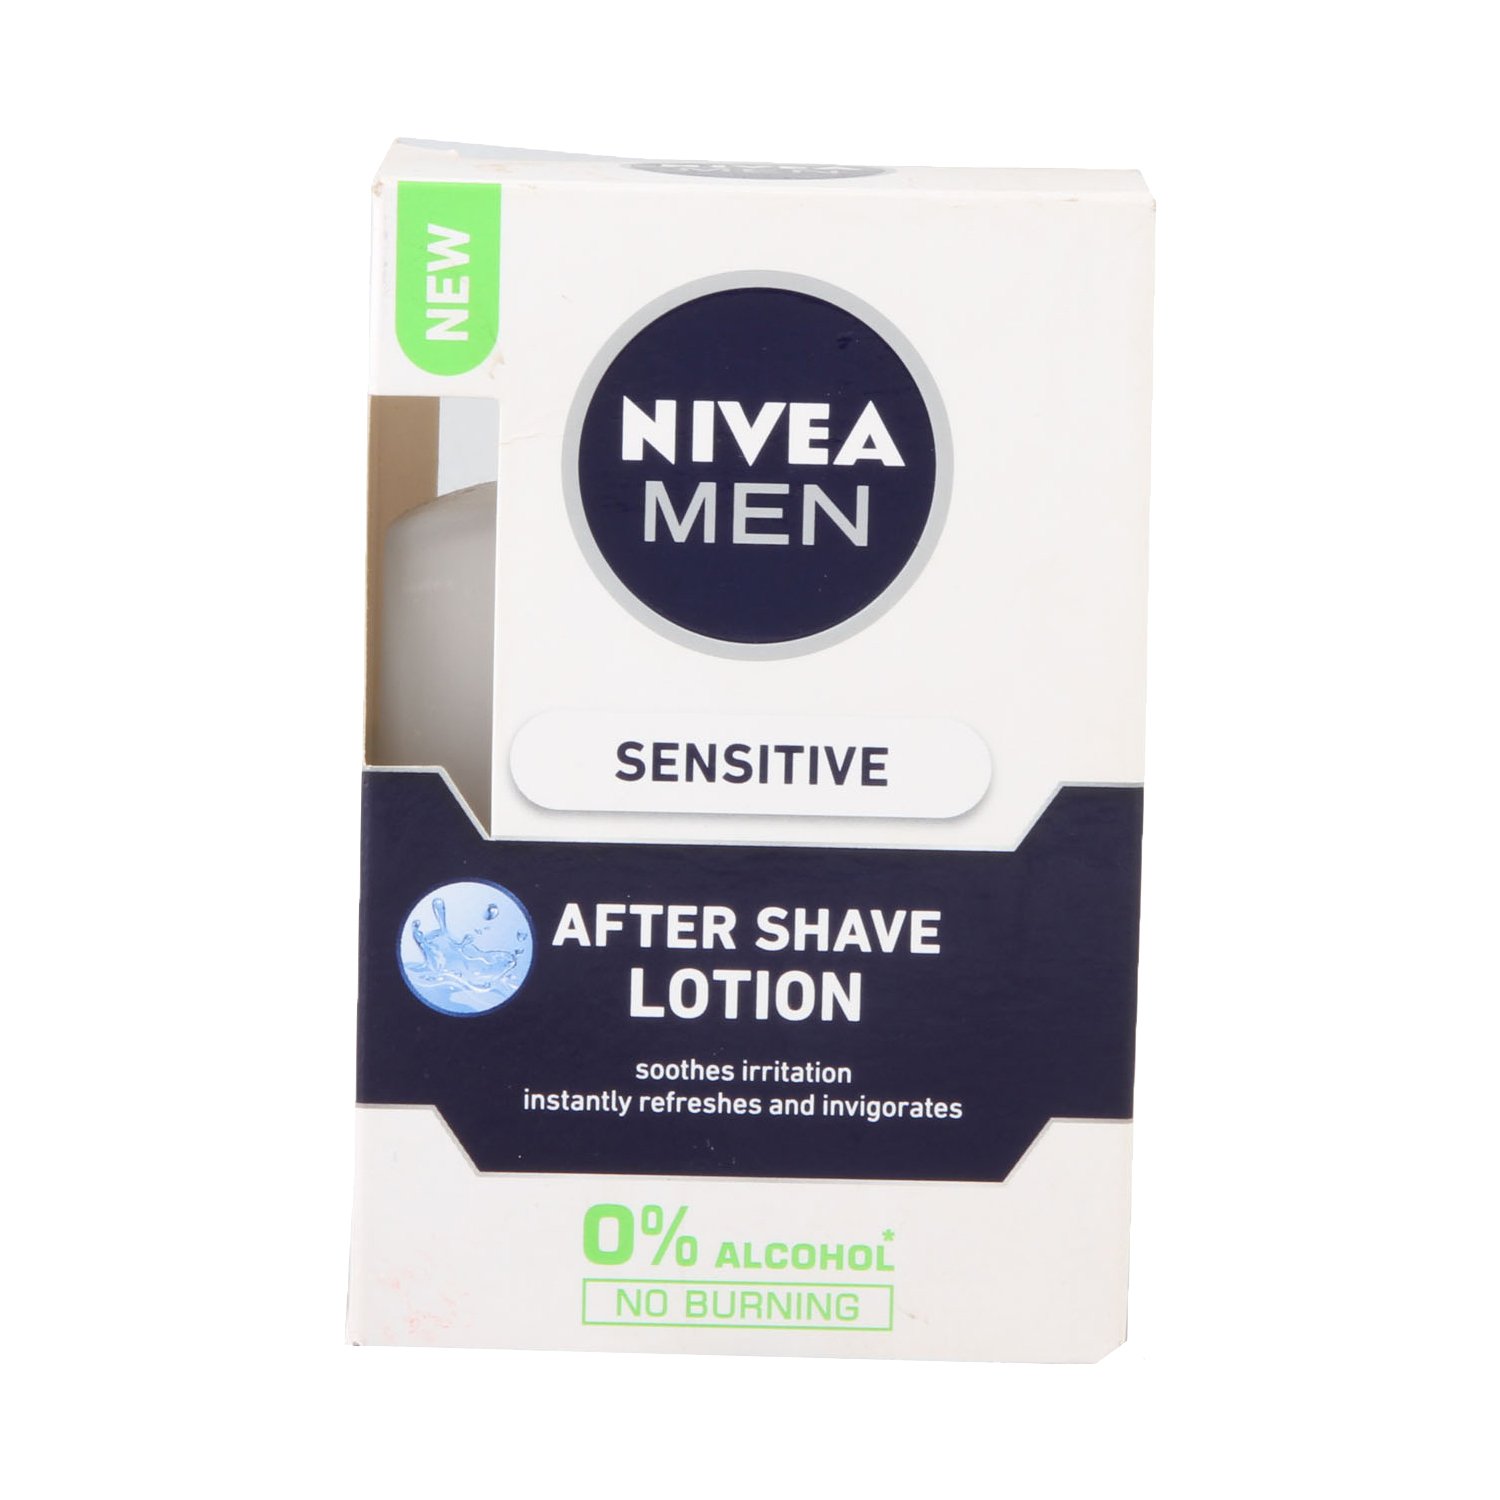 NEW
NIVEA
MEN
SENSITIVE
AFTER SHAVE
LOTION
soothes irritation
instantly refreshes and invigorates
0% ALCOHOL*
NO BURNING